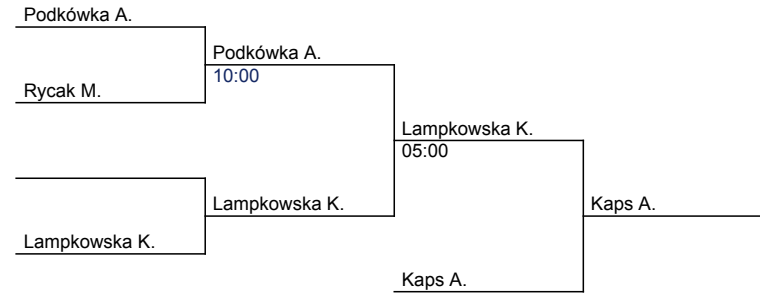 Podkówka A.
Podkówka A.
10:00
Rycak M.
Lampkowska K.
05:00
Lampkowska K.
Kaps A.
Lampkowska K.
Kaps A.